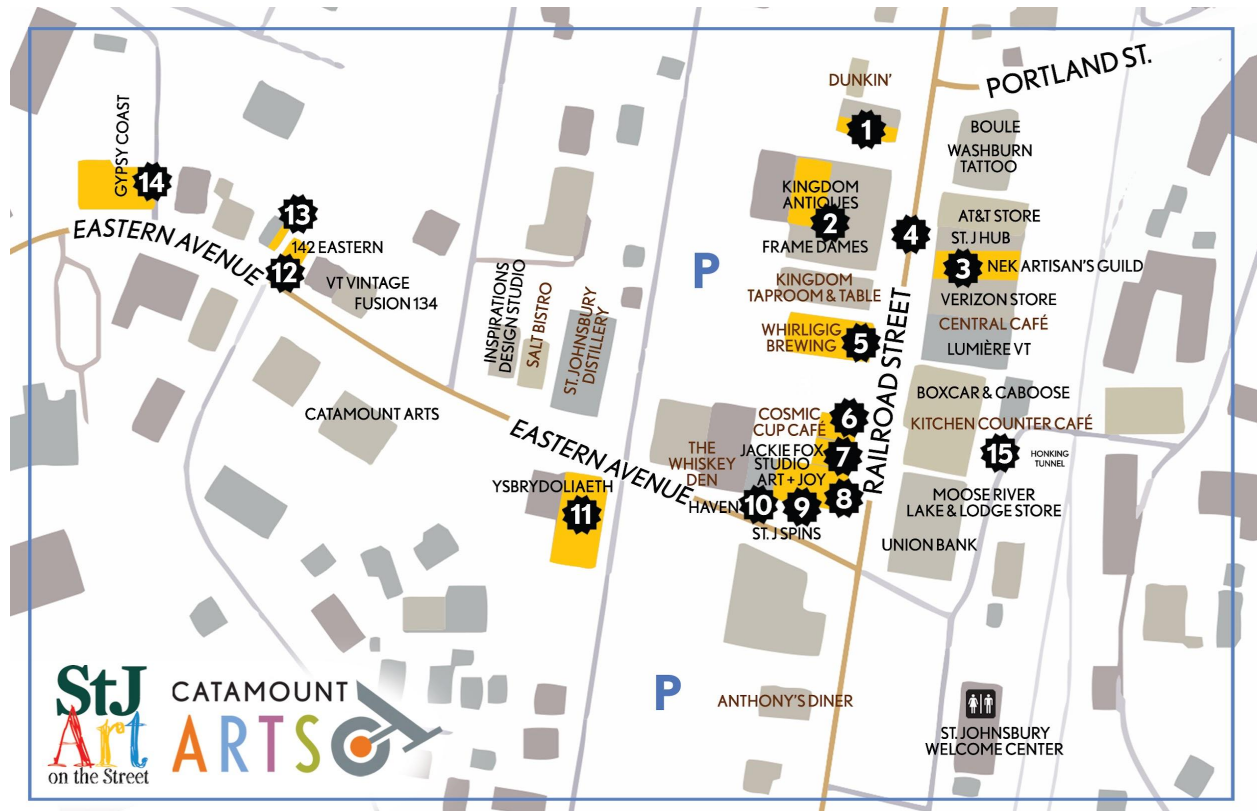 PORTLAND ST.
DUNKIN'
1
BOULE
WASHBURN
TATTOO
GYPSY COAST
14
KINGDOM
ANTIQUES
2
FRAME DAMES
4
AT&T STORE
ST. J HUB
3
NEK ARTISAN'S GUILD
13
EASTERN AVENUE
142 EASTERN
12
VT VINTAGE
FUSION 134
P
KINGDOM
TAPROOM & TABLE
VERIZON STORE
CENTRAL CAFÉ
LUMIÈRE VT
WHIRLIGIG
BREWING
5
RAILROAD STREET
INSPIRATIONS
DESIGN STUDIO
SALT BISTRO
ST. JOHNSBURY
DISTILLERY
BOXCAR & CABOOSE
KITCHEN COUNTER CAFÉ
15
HONKING
TUNNEL
CATAMOUNT ARTS
COSMIC
CUP CAFÉ
6
JACKIE FOX
STUDIO
7
ART + JOY
8
THE
WHISKEY
DEN
EASTERN AVENUE
HAVEN
10
9
ST. J SPINS
YSBRYDOLIAETH
11
MOOSE RIVER
LAKE & LODGE STORE
UNION BANK
P
ANTHONY'S DINER
ST. JOHNSBURY
WELCOME CENTER
StJ
Art
on the Street
CATAMOUNT
ARTS